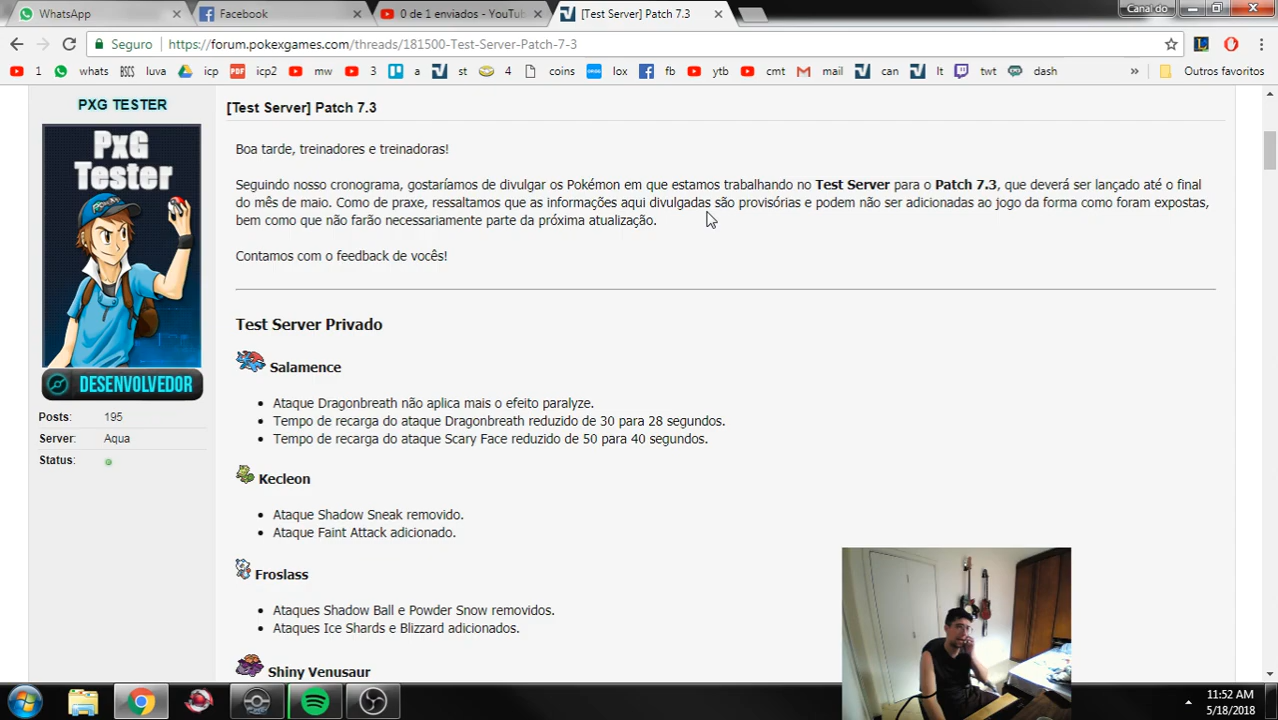 WhatsApp
Facebook
0 de 1 enviados - YouTu
[Test Server] Patch 7.3
Canal do
Seguro
https://forum.pokexgames.com/threads/181500-Test-Server-Patch-7-3
1 whats luva icp icp2 mw 3 a st 4 coins lox fb ytb cmt mail can lt twt dash » Outros favoritos
PXG TESTER
[Test Server] Patch 7.3
PxG
Tester
DESENVOLVEDOR
Posts: 195
Server: Aqua
Status:
Boa tarde, treinadores e treinadoras!
Seguindo nosso cronograma, gostaríamos de divulgar os Pokémon em que estamos trabalhando no Test Server para o Patch 7.3, que deverá ser lançado até o final
do mês de maio. Como de praxe, ressaltamos que as informações aqui divulgadas são provisórias e podem não ser adicionadas ao jogo da forma como foram expostas,
bem como que não farão necessariamente parte da próxima atualização.
Contamos com o feedback de vocês!
Test Server Privado
Salamence
Ataque Dragonbreath não aplica mais o efeito paralyze.
Tempo de recarga do ataque Dragonbreath reduzido de 30 para 28 segundos.
Tempo de recarga do ataque Scary Face reduzido de 50 para 40 segundos.
Kecleon
Ataque Shadow Sneak removido.
Ataque Faint Attack adicionado.
Froslass
Ataques Shadow Ball e Powder Snow removidos.
Ataques Ice Shards e Blizzard adicionados.
Shiny Venusaur
11:52 AM
5/18/2018